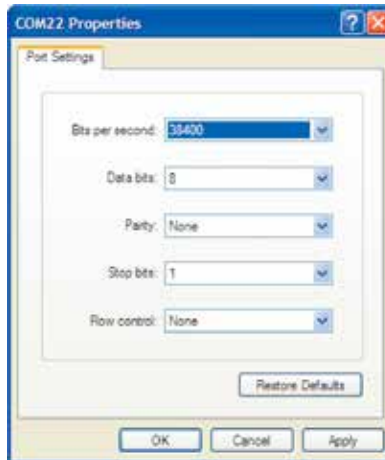 COM22 Properties
Port Settings
Bits per second: 38400
Data bits: 8
Parity: None
Stop bits: 1
Flow control: None
Restore Defaults
OK Cancel Apply